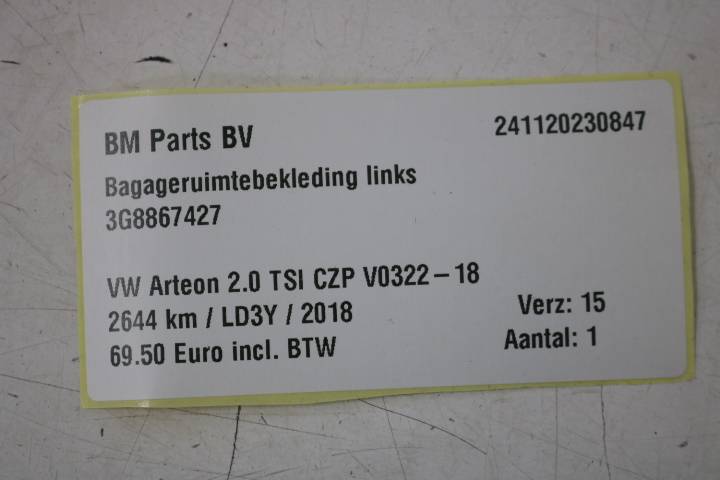 BM Parts BV 241120230847
Bagageruimtebekleding links
3G8867427
VW Arteon 2.0 TSI CZP V0322-18
2644 km / LD3Y / 2018 Verz: 15
69.50 Euro incl. BTW Aantal: 1